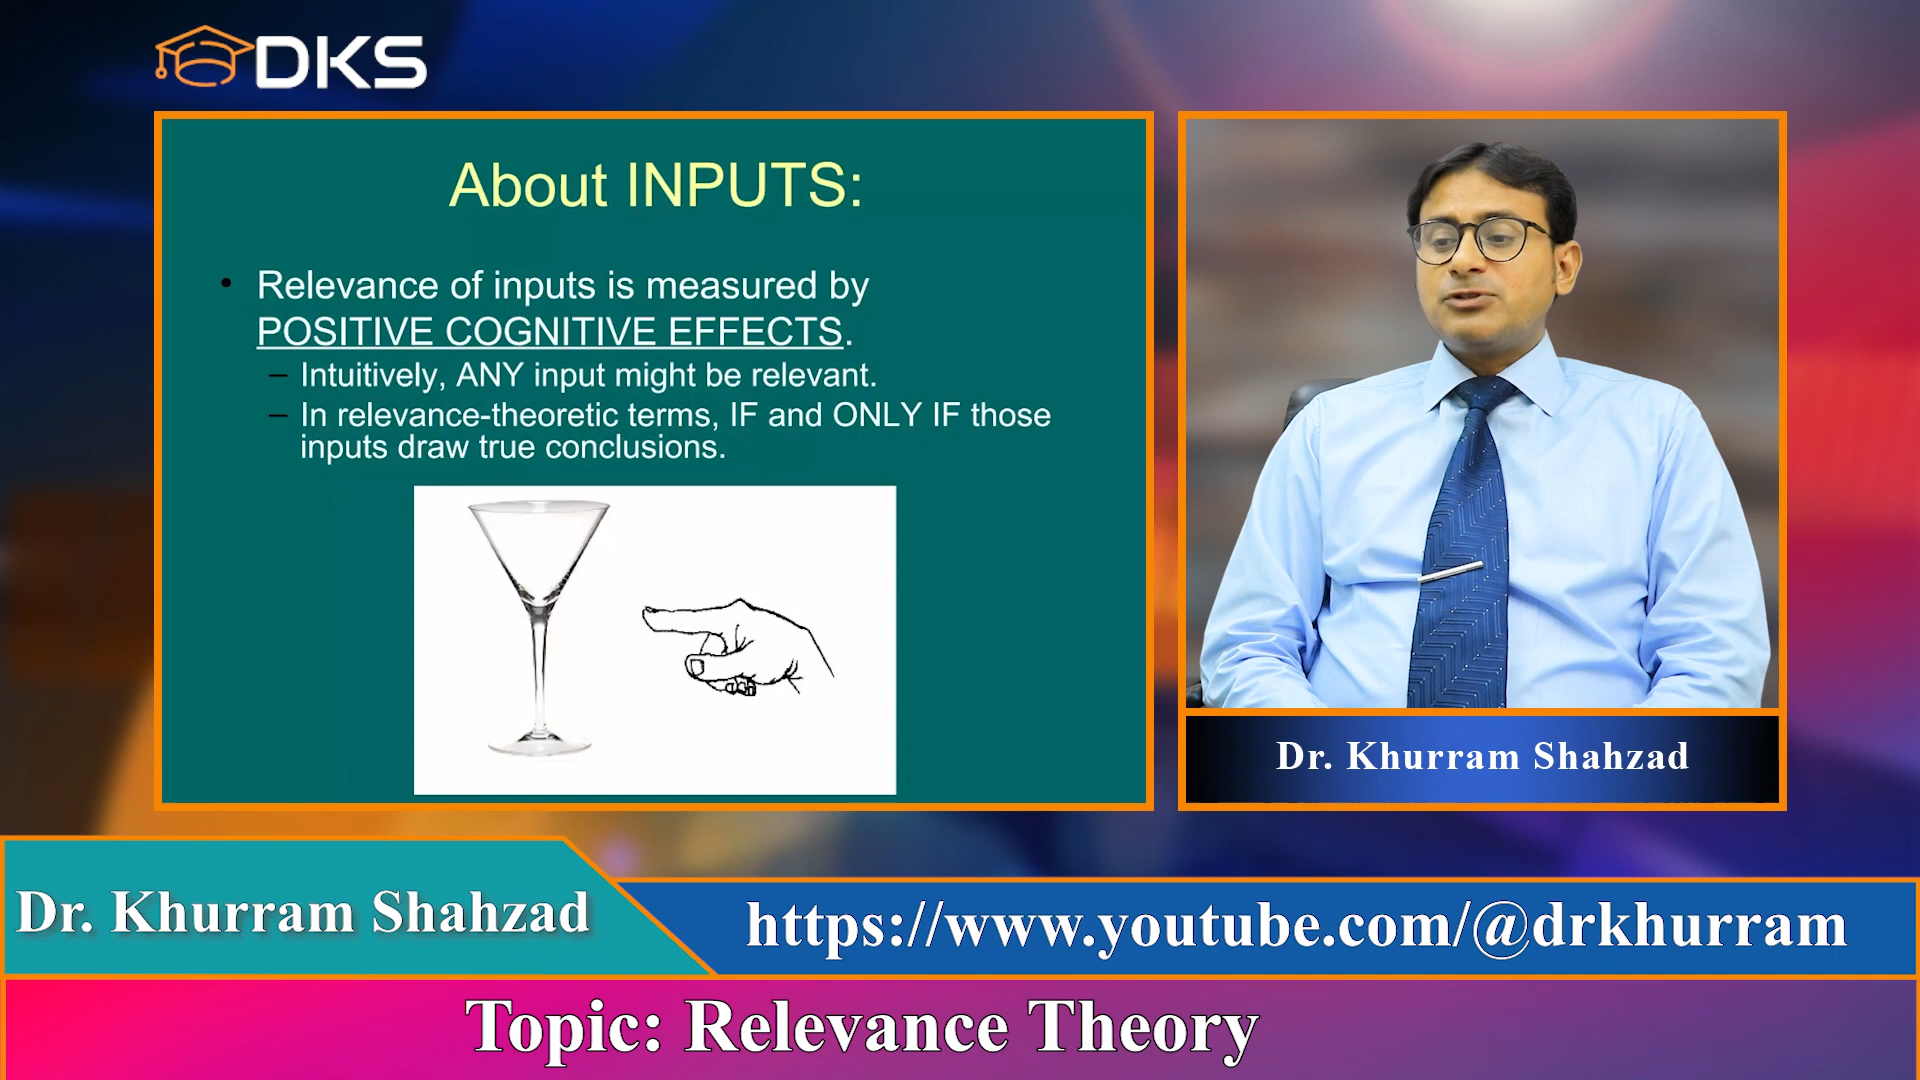 DKS
About INPUTS:
• Relevance of inputs is measured by
POSITIVE COGNITIVE EFFECTS.
– Intuitively, ANY input might be relevant.
– In relevance-theoretic terms, IF and ONLY IF those
inputs draw true conclusions.
Dr. Khurram Shahzad
Dr. Khurram Shahzad
https://www.youtube.com/@drkhurram
Topic: Relevance Theory